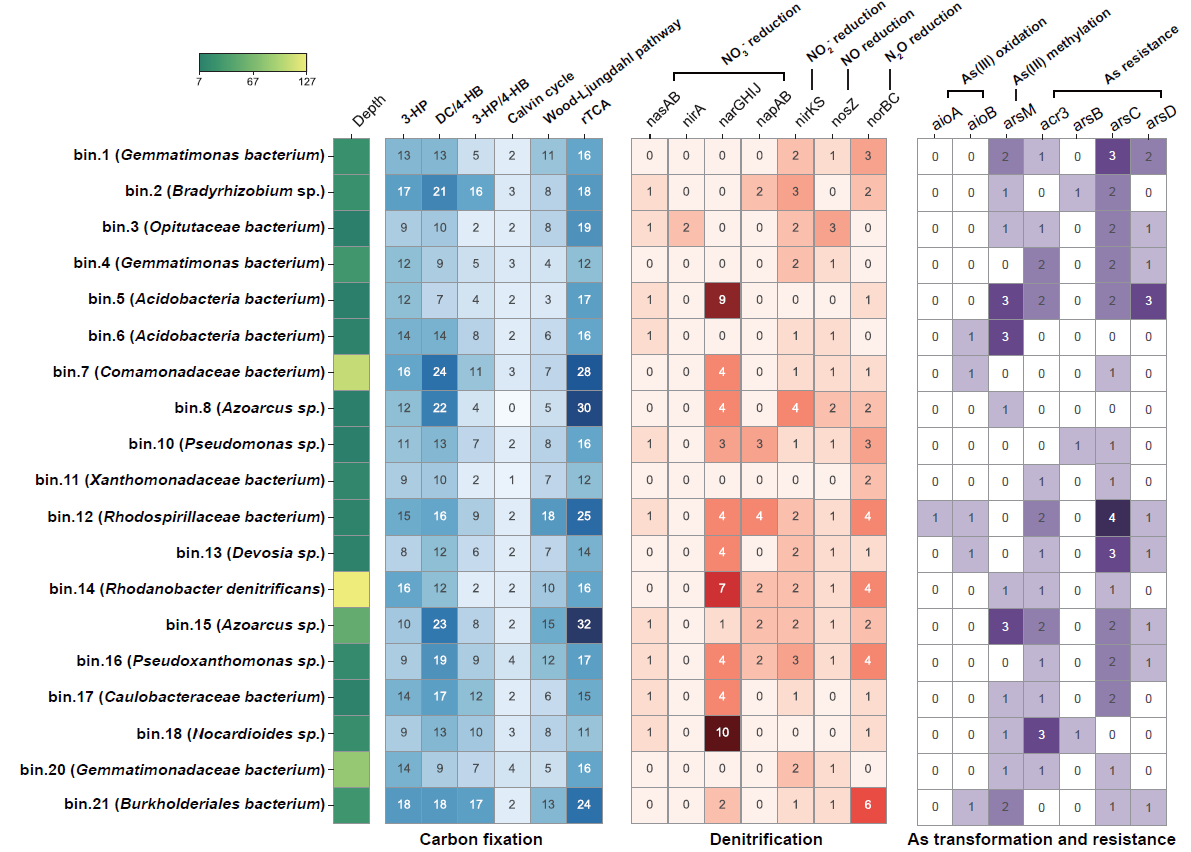 7 67 127
Depth
3-HP DC/4-HB 3-HP/4-HB Calvin cycle Wood-Ljungdahl pathway rTCA
NO3- reduction NO2- reduction NO reduction N2O reduction
nasAB nirA narGHIJ napAB nirKS nosZ norBC
As(III) oxidation As(III) methylation As resistance
aioA aioB arsM acr3 arsB arsC arsD
bin.1 (Gemmatimonas bacterium) 13 13 5 2 11 16 0 0 0 0 2 1 3 0 0 2 1 0 3 2
bin.2 (Bradyrhizobium sp.) 17 21 16 3 8 18 1 0 0 2 3 0 2 0 0 1 0 1 2 0
bin.3 (Opitutaceae bacterium) 9 10 2 2 8 19 1 2 0 0 2 3 0 0 0 1 1 0 2 1
bin.4 (Gemmatimonas bacterium) 12 9 5 3 4 12 0 0 0 0 2 1 0 0 0 0 2 0 2 1
bin.5 (Acidobacteria bacterium) 12 7 4 2 3 17 1 0 9 0 0 0 1 0 0 3 2 0 2 3
bin.6 (Acidobacteria bacterium) 14 14 8 2 6 16 1 0 0 0 1 1 0 0 1 3 0 0 0 0
bin.7 (Comamonadaceae bacterium) 16 24 11 3 7 28 0 0 4 0 1 1 1 0 1 0 0 0 1 0
bin.8 (Azoarcus sp.) 12 22 4 0 5 30 0 0 4 0 4 2 2 0 0 1 0 0 0 0
bin.10 (Pseudomonas sp.) 11 13 7 2 8 16 1 0 3 3 1 1 3 0 0 0 0 1 1 0
bin.11 (Xanthomonadaceae bacterium) 9 10 2 1 7 12 0 0 0 0 0 0 2 0 0 0 1 0 1 0
bin.12 (Rhodospirillaceae bacterium) 15 16 9 2 18 25 1 0 4 4 2 1 4 1 1 0 2 0 4 1
bin.13 (Devosia sp.) 8 12 6 2 7 14 0 0 4 0 2 1 1 0 1 0 1 0 3 1
bin.14 (Rhodanobacter denitrificans) 16 12 2 2 10 16 0 0 7 2 2 1 4 0 0 1 1 0 1 0
bin.15 (Azoarcus sp.) 10 23 8 2 15 32 1 0 1 2 2 1 2 0 0 3 2 0 2 1
bin.16 (Pseudoxanthomonas sp.) 9 19 9 4 12 17 1 0 4 2 3 1 4 0 0 0 1 0 2 1
bin.17 (Caulobacteraceae bacterium) 14 17 12 2 6 15 1 0 4 0 1 0 1 0 0 1 1 0 2 0
bin.18 (Nocardioides sp.) 9 13 10 3 8 11 1 0 10 0 0 0 1 0 0 1 3 1 0 0
bin.20 (Gemmatimonadaceae bacterium) 14 9 7 4 5 16 0 0 0 0 2 1 0 0 0 1 1 0 1 0
bin.21 (Burkholderiales bacterium) 18 18 17 2 13 24 0 0 2 0 1 1 6 0 1 2 0 0 1 1
Carbon fixation Denitrification As transformation and resistance